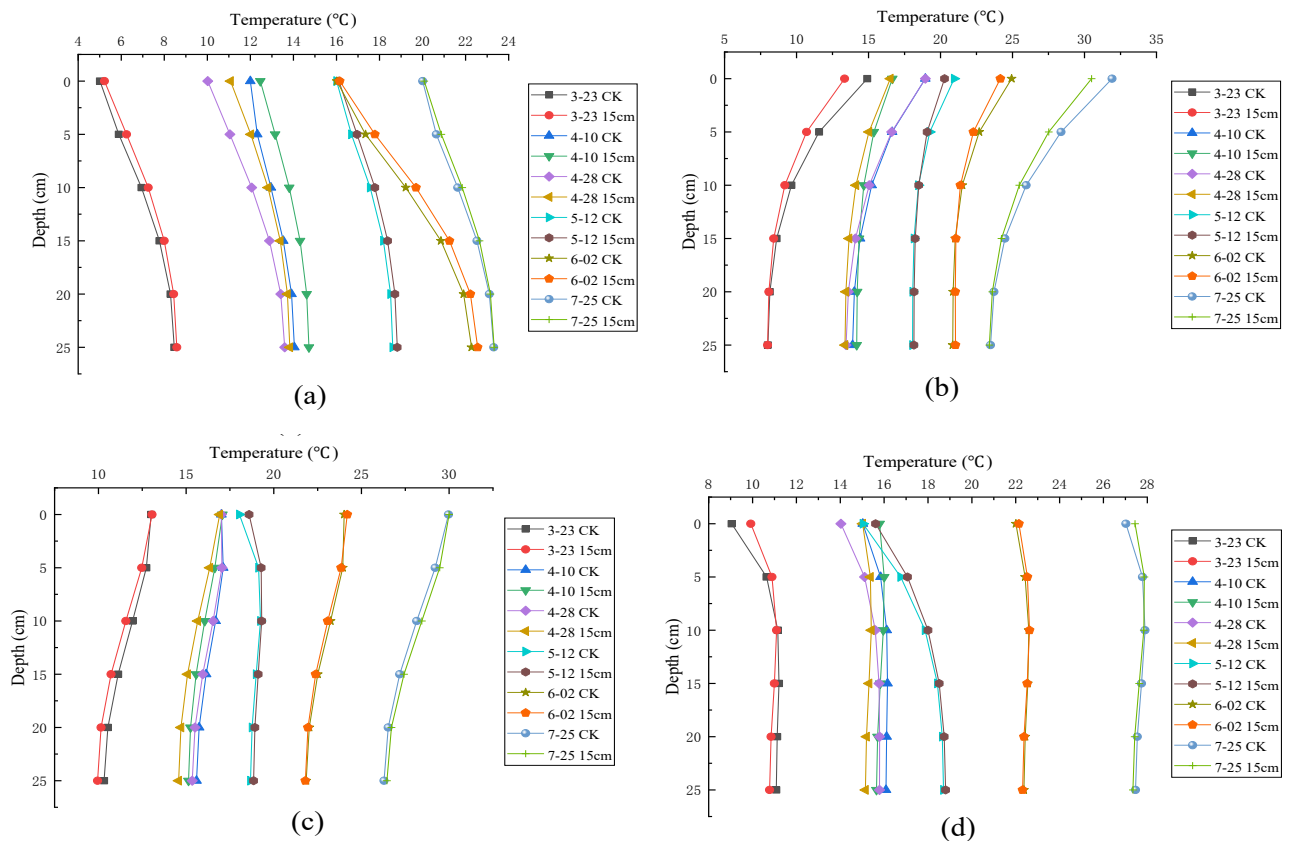 Temperature (℃)
4 6 8 10 12 14 16 18 20 22 24
0
5
10
15
20
25
Depth (cm)
3-23 CK
3-23 15cm
4-10 CK
4-10 15cm
4-28 CK
4-28 15cm
5-12 CK
5-12 15cm
6-02 CK
6-02 15cm
7-25 CK
7-25 15cm
(a)
Temperature (℃)
5 10 15 20 25 30 35
0
5
10
15
20
25
Depth (cm)
3-23 CK
3-23 15cm
4-10 CK
4-10 15cm
4-28 CK
4-28 15cm
5-12 CK
5-12 15cm
6-02 CK
6-02 15cm
7-25 CK
7-25 15cm
(b)
Temperature (℃)
10 15 20 25 30
0
5
10
15
20
25
Depth (cm)
3-23 CK
3-23 15cm
4-10 CK
4-10 15cm
4-28 CK
4-28 15cm
5-12 CK
5-12 15cm
6-02 CK
6-02 15cm
7-25 CK
7-25 15cm
(c)
Temperature (℃)
8 10 12 14 16 18 20 22 24 26 28
0
5
10
15
20
25
Depth (cm)
3-23 CK
3-23 15cm
4-10 CK
4-10 15cm
4-28 CK
4-28 15cm
5-12 CK
5-12 15cm
6-02 CK
6-02 15cm
7-25 CK
7-25 15cm
(d)